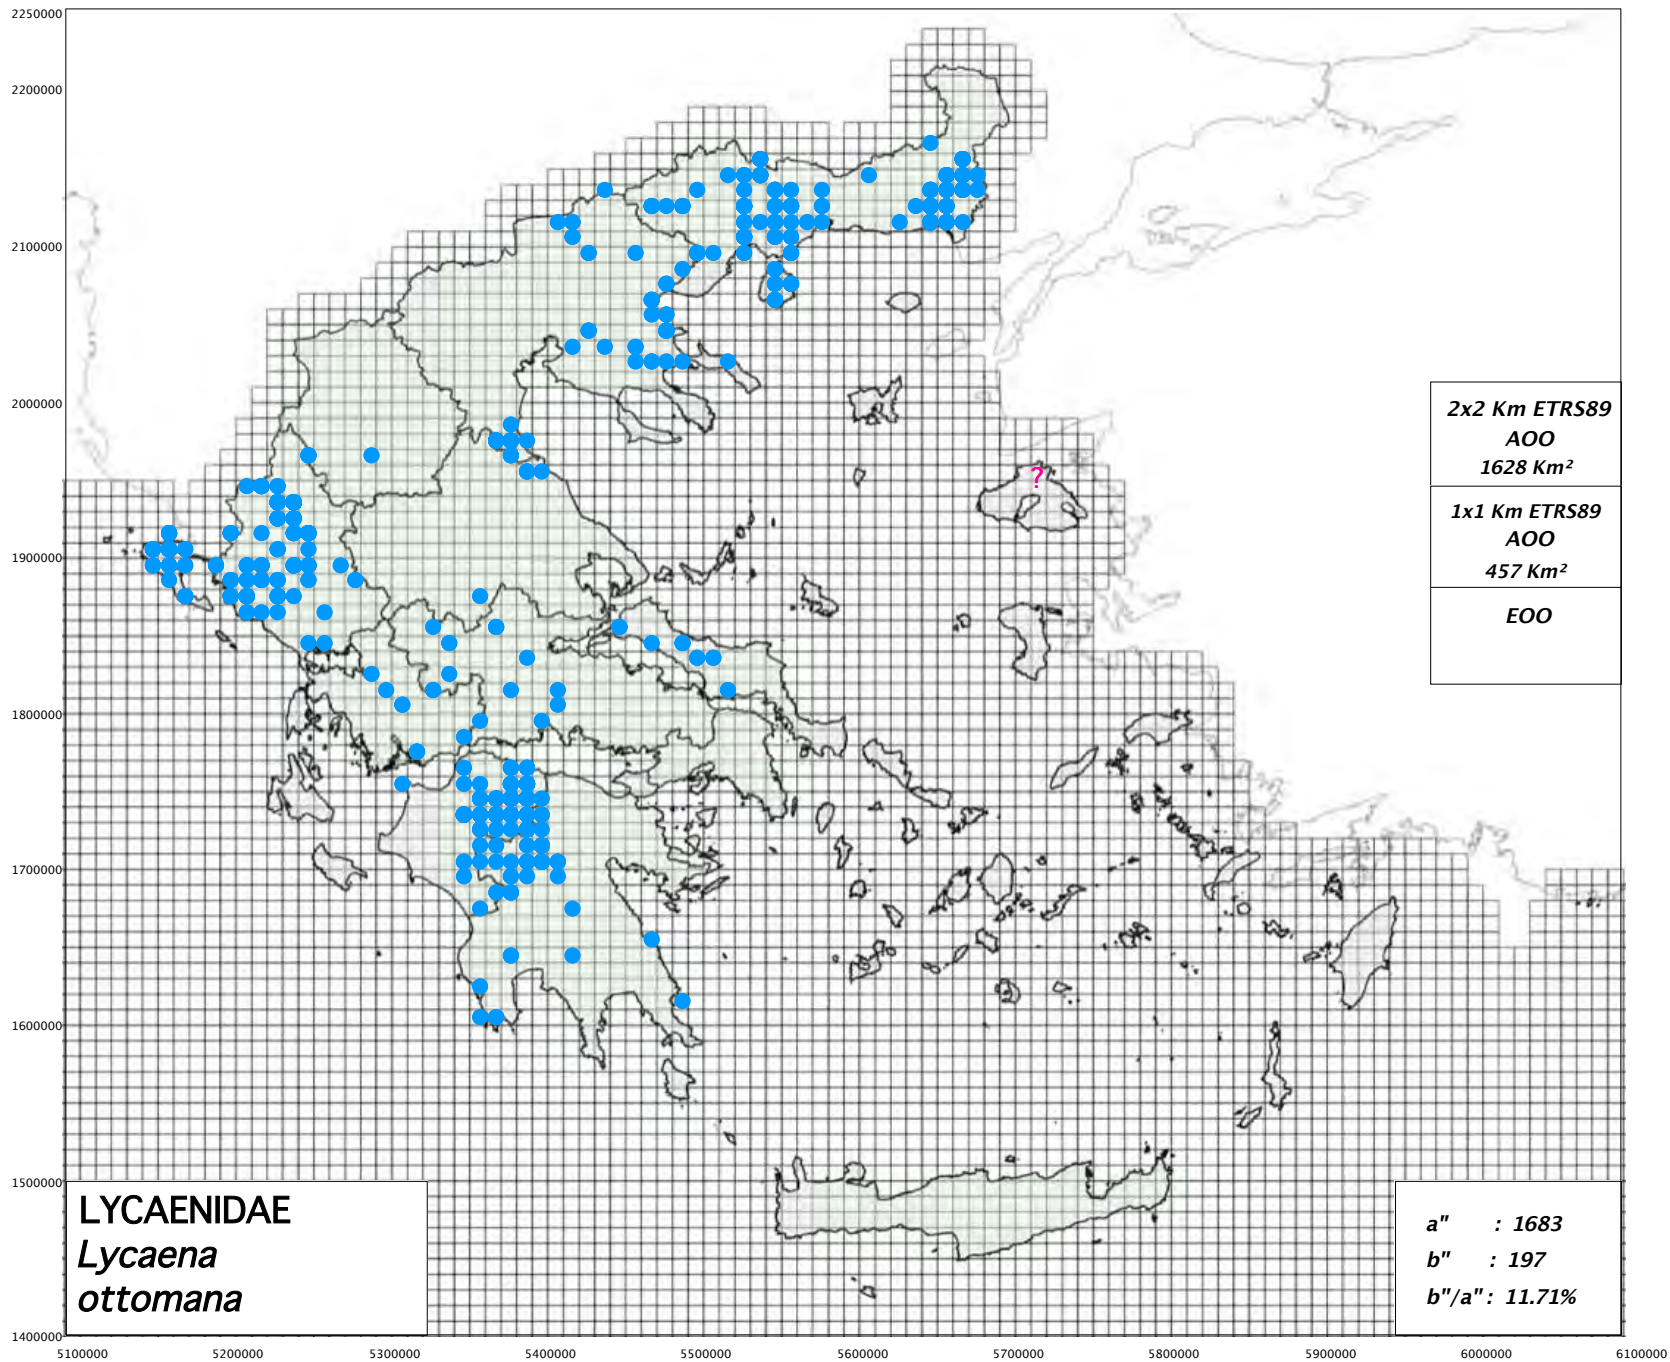 2250000
2200000
2100000
2000000
1900000
1800000
1700000
1600000
1500000
1400000
?
2x2 Km ETRS89
AOO
1628 Km²
1x1 Km ETRS89
AOO
457 Km²
EOO
LYCAENIDAE
Lycaena
ottomana
a" : 1683
b" : 197
b"/a" : 11.71%
5100000 5200000 5300000 5400000 5500000 5600000 5700000 5800000 5900000 6000000 6100000